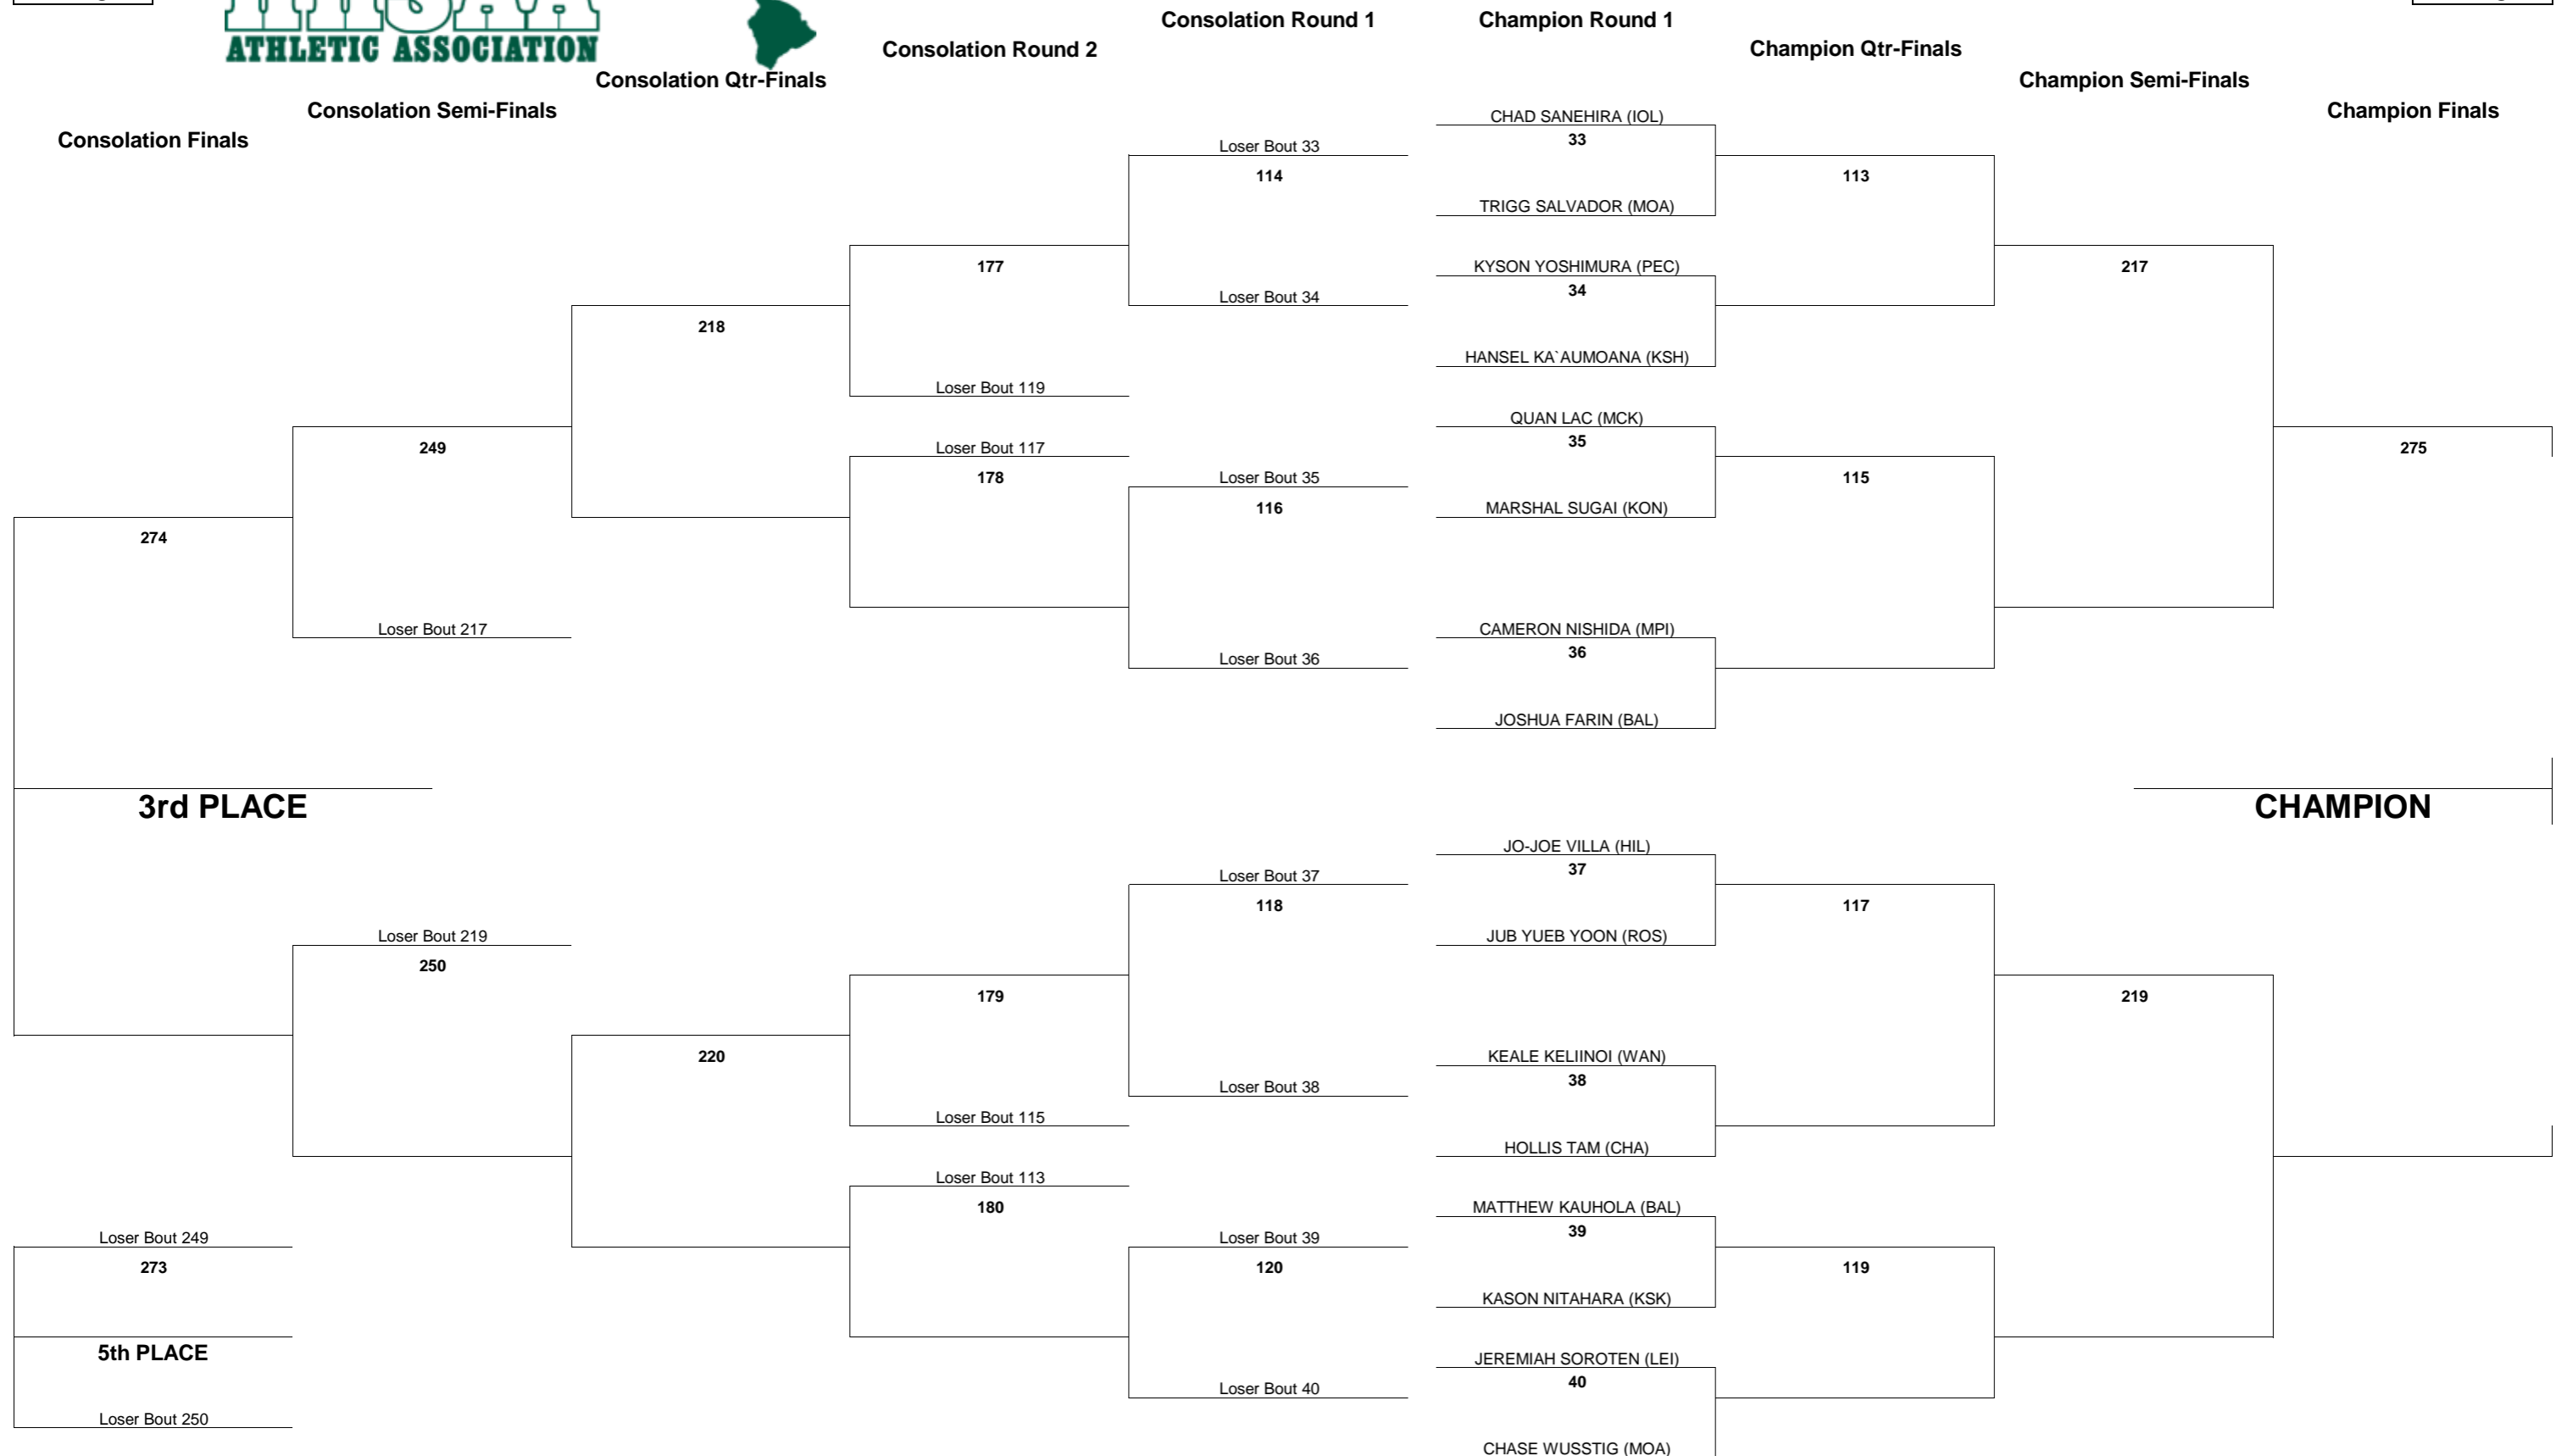 ATHLETIC ASSOCIATION
Consolation Round 1
Champion Round 1
Consolation Round 2
Champion Qtr-Finals
Consolation Qtr-Finals
Champion Semi-Finals
Consolation Semi-Finals
Champion Finals
Consolation Finals
CHAD SANEHIRA (IOL)
33
Loser Bout 33
114
113
TRIGG SALVADOR (MOA)
177
KYSON YOSHIMURA (PEC)
217
34
Loser Bout 34
218
HANSEL KA`AUMOANA (KSH)
Loser Bout 119
QUAN LAC (MCK)
35
249
Loser Bout 117
275
178
Loser Bout 35
115
116
MARSHAL SUGAI (KON)
274
Loser Bout 217
CAMERON NISHIDA (MPI)
36
Loser Bout 36
JOSHUA FARIN (BAL)
3rd PLACE
CHAMPION
JO-JOE VILLA (HIL)
37
Loser Bout 37
118
117
Loser Bout 219
JUB YUEB YOON (ROS)
250
179
219
220
KEALE KELIINOI (WAN)
38
Loser Bout 38
Loser Bout 115
HOLLIS TAM (CHA)
Loser Bout 113
180
MATTHEW KAUHOLA (BAL)
39
Loser Bout 249
Loser Bout 39
273
120
119
KASON NITAHARA (KSK)
5th PLACE
JEREMIAH SOROTEN (LEI)
40
Loser Bout 40
Loser Bout 250
CHASE WUSSTIG (MOA)